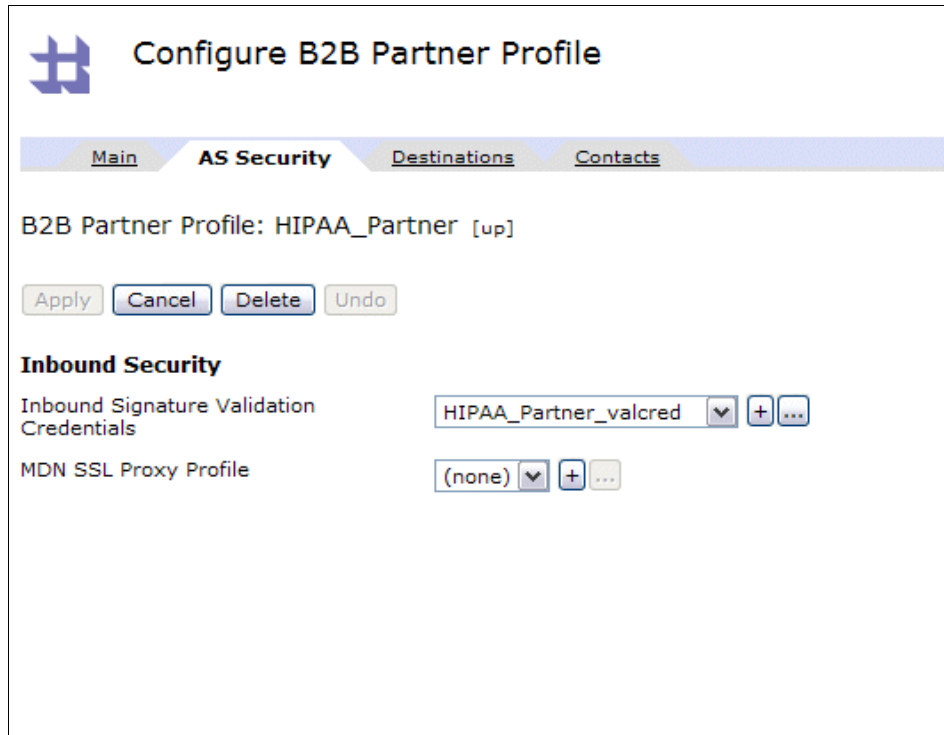 Configure B2B Partner Profile
Main AS Security Destinations Contacts
B2B Partner Profile: HIPAA_Partner [up]
Apply Cancel Delete Undo
Inbound Security
Inbound Signature Validation
Credentials
HIPAA_Partner_valcred + ...
MDN SSL Proxy Profile (none) + ...